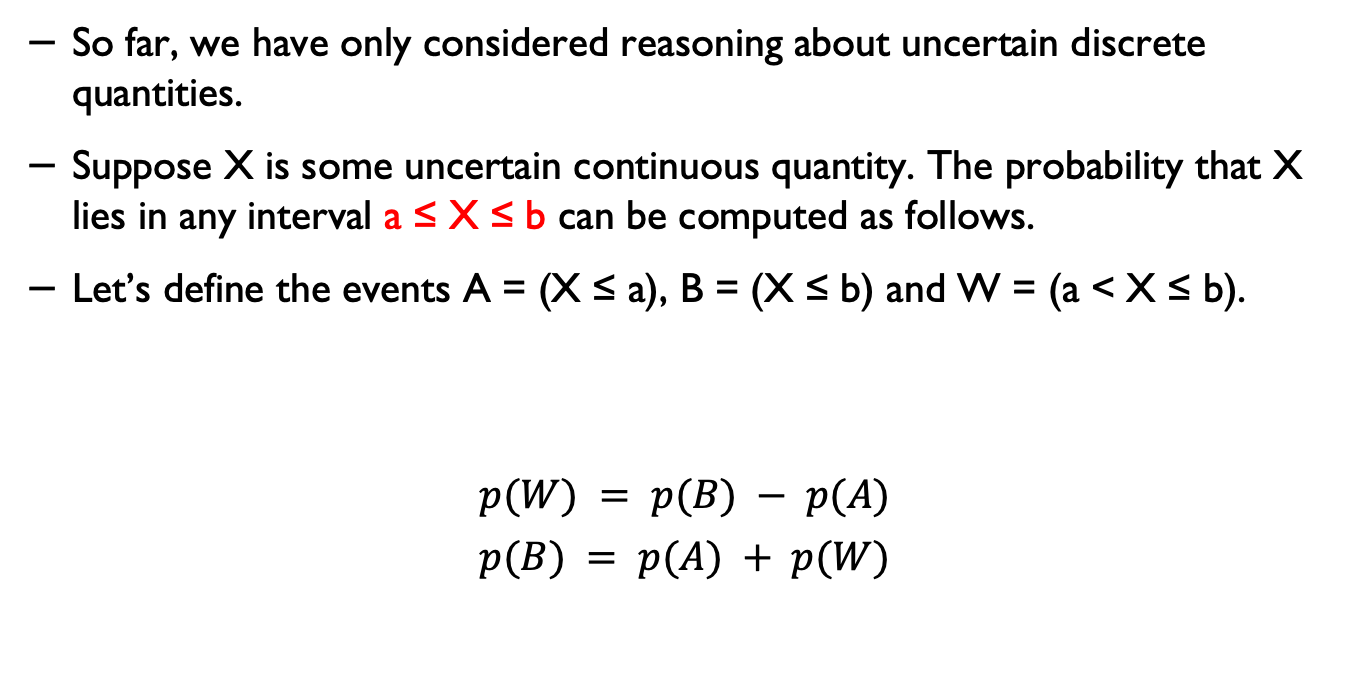 – So far, we have only considered reasoning about uncertain discrete
quantities.
– Suppose X is some uncertain continuous quantity. The probability that X
lies in any interval a ≤ X ≤ b can be computed as follows.
– Let’s define the events A = (X ≤ a), B = (X ≤ b) and W = (a < X ≤ b).
p(W) = p(B) − p(A)
p(B) = p(A) + p(W)